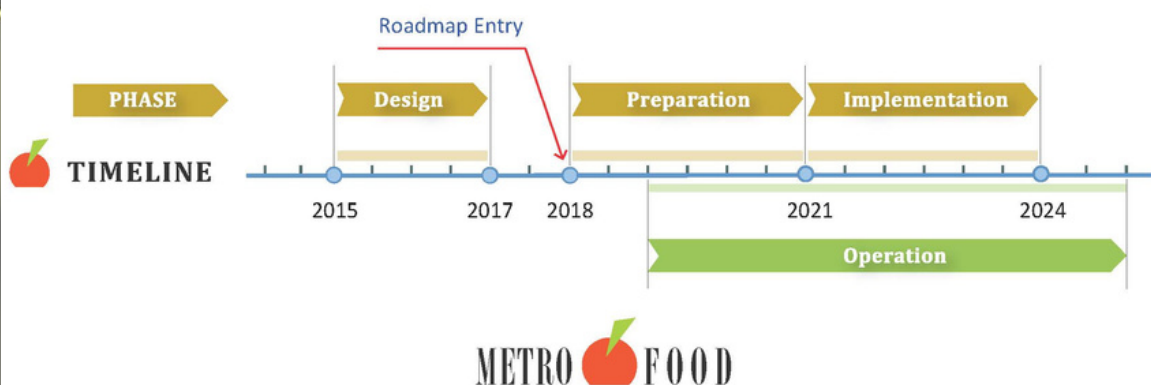 Roadmap Entry
PHASE
Design
Preparation
Implementation
TIMELINE
2015
2017
2018
2021
2024
Operation
METRO FOOD